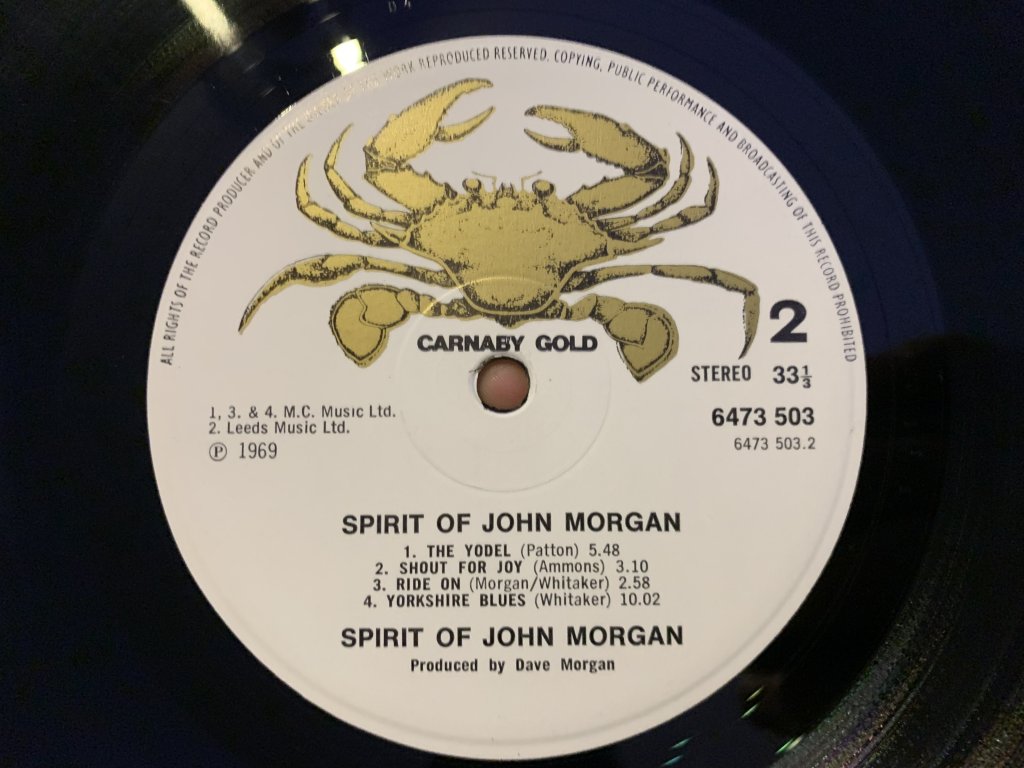 ALL RIGHTS OF THE RECORD PRODUCER AND OF THE OWNER OF THE WORK REPRODUCED RESERVED. COPYING, PUBLIC PERFORMANCE AND BROADCASTING OF THIS RECORD PROHIBITED
CARNABY GOLD
2
STEREO 33⅓
1, 3. & 4. M.C. Music Ltd.
2. Leeds Music Ltd.
Ⓟ 1969
6473 503
6473 503.2
SPIRIT OF JOHN MORGAN
1. THE YODEL (Patton) 5.48
2. SHOUT FOR JOY (Ammons) 3.10
3. RIDE ON (Morgan/Whitaker) 2.58
4. YORKSHIRE BLUES (Whitaker) 10.02
SPIRIT OF JOHN MORGAN
Produced by Dave Morgan